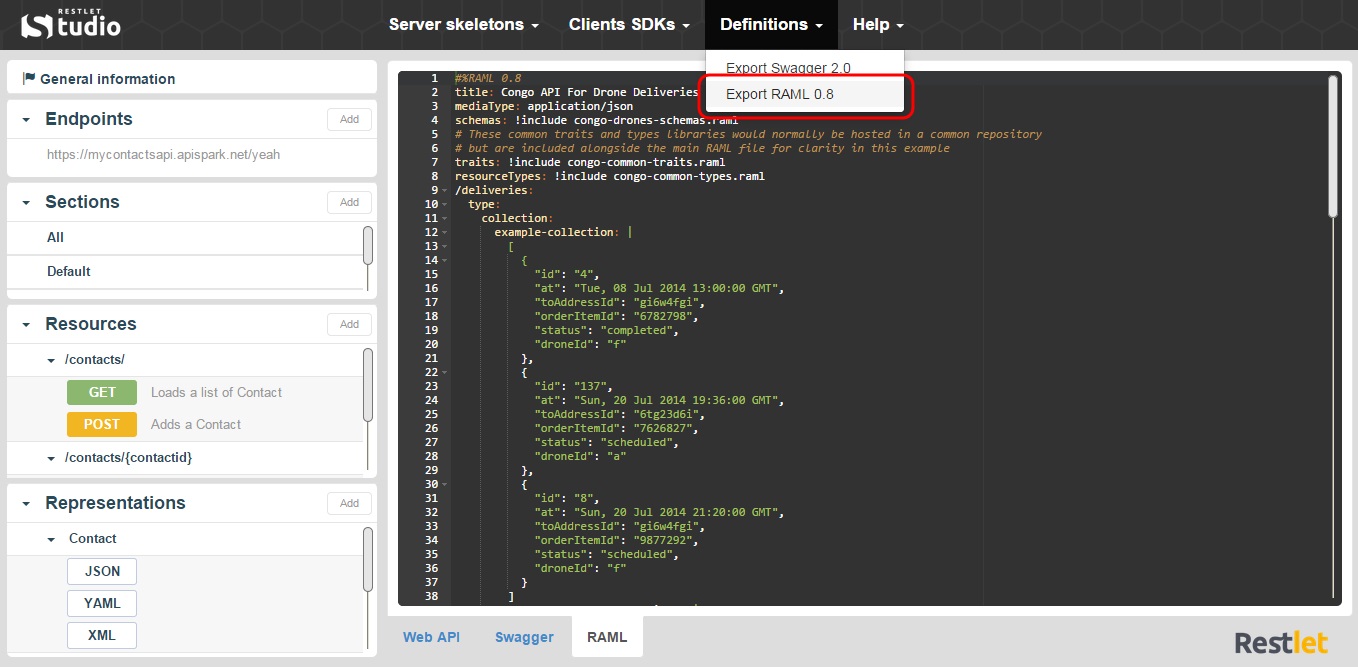 RESTLET
Studio
Server skeletons
Clients SDKs
Definitions
Help
Export Swagger 2.0
Export RAML 0.8
General information
Endpoints
Add
https://mycontactsapi.apispark.net/yeah
Sections
Add
All
Default
Resources
Add
/contacts/
GET Loads a list of Contact
POST Adds a Contact
/contacts/{contactid}
Representations
Add
Contact
JSON
YAML
XML
1 #%RAML 0.8
2 title: Congo API For Drone Deliveries
3 mediaType: application/json
4 schemas: !include congo-drones-schemas.raml
5 # These common traits and types libraries would normally be hosted in a common repository
6 # but are included alongside the main RAML file for clarity in this example
7 traits: !include congo-common-traits.raml
8 resourceTypes: !include congo-common-types.raml
9 /deliveries:
10 type:
11 collection:
12 example-collection: |
13 [
14 {
15 "id": "4",
16 "at": "Tue, 08 Jul 2014 13:00:00 GMT",
17 "toAddressId": "gi6w4fgi",
18 "orderItemId": "6782798",
19 "status": "completed",
20 "droneId": "f"
21 },
22 {
23 "id": "137",
24 "at": "Sun, 20 Jul 2014 19:36:00 GMT",
25 "toAddressId": "6tg23d6i",
26 "orderItemId": "7626827",
27 "status": "scheduled",
28 "droneId": "a"
29 },
30 {
31 "id": "8",
32 "at": "Sun, 20 Jul 2014 21:20:00 GMT",
33 "toAddressId": "gi6w4fgi",
34 "orderItemId": "9877292",
35 "status": "scheduled",
36 "droneId": "f"
37 }
38 ]
Web API
Swagger
RAML
Restlet